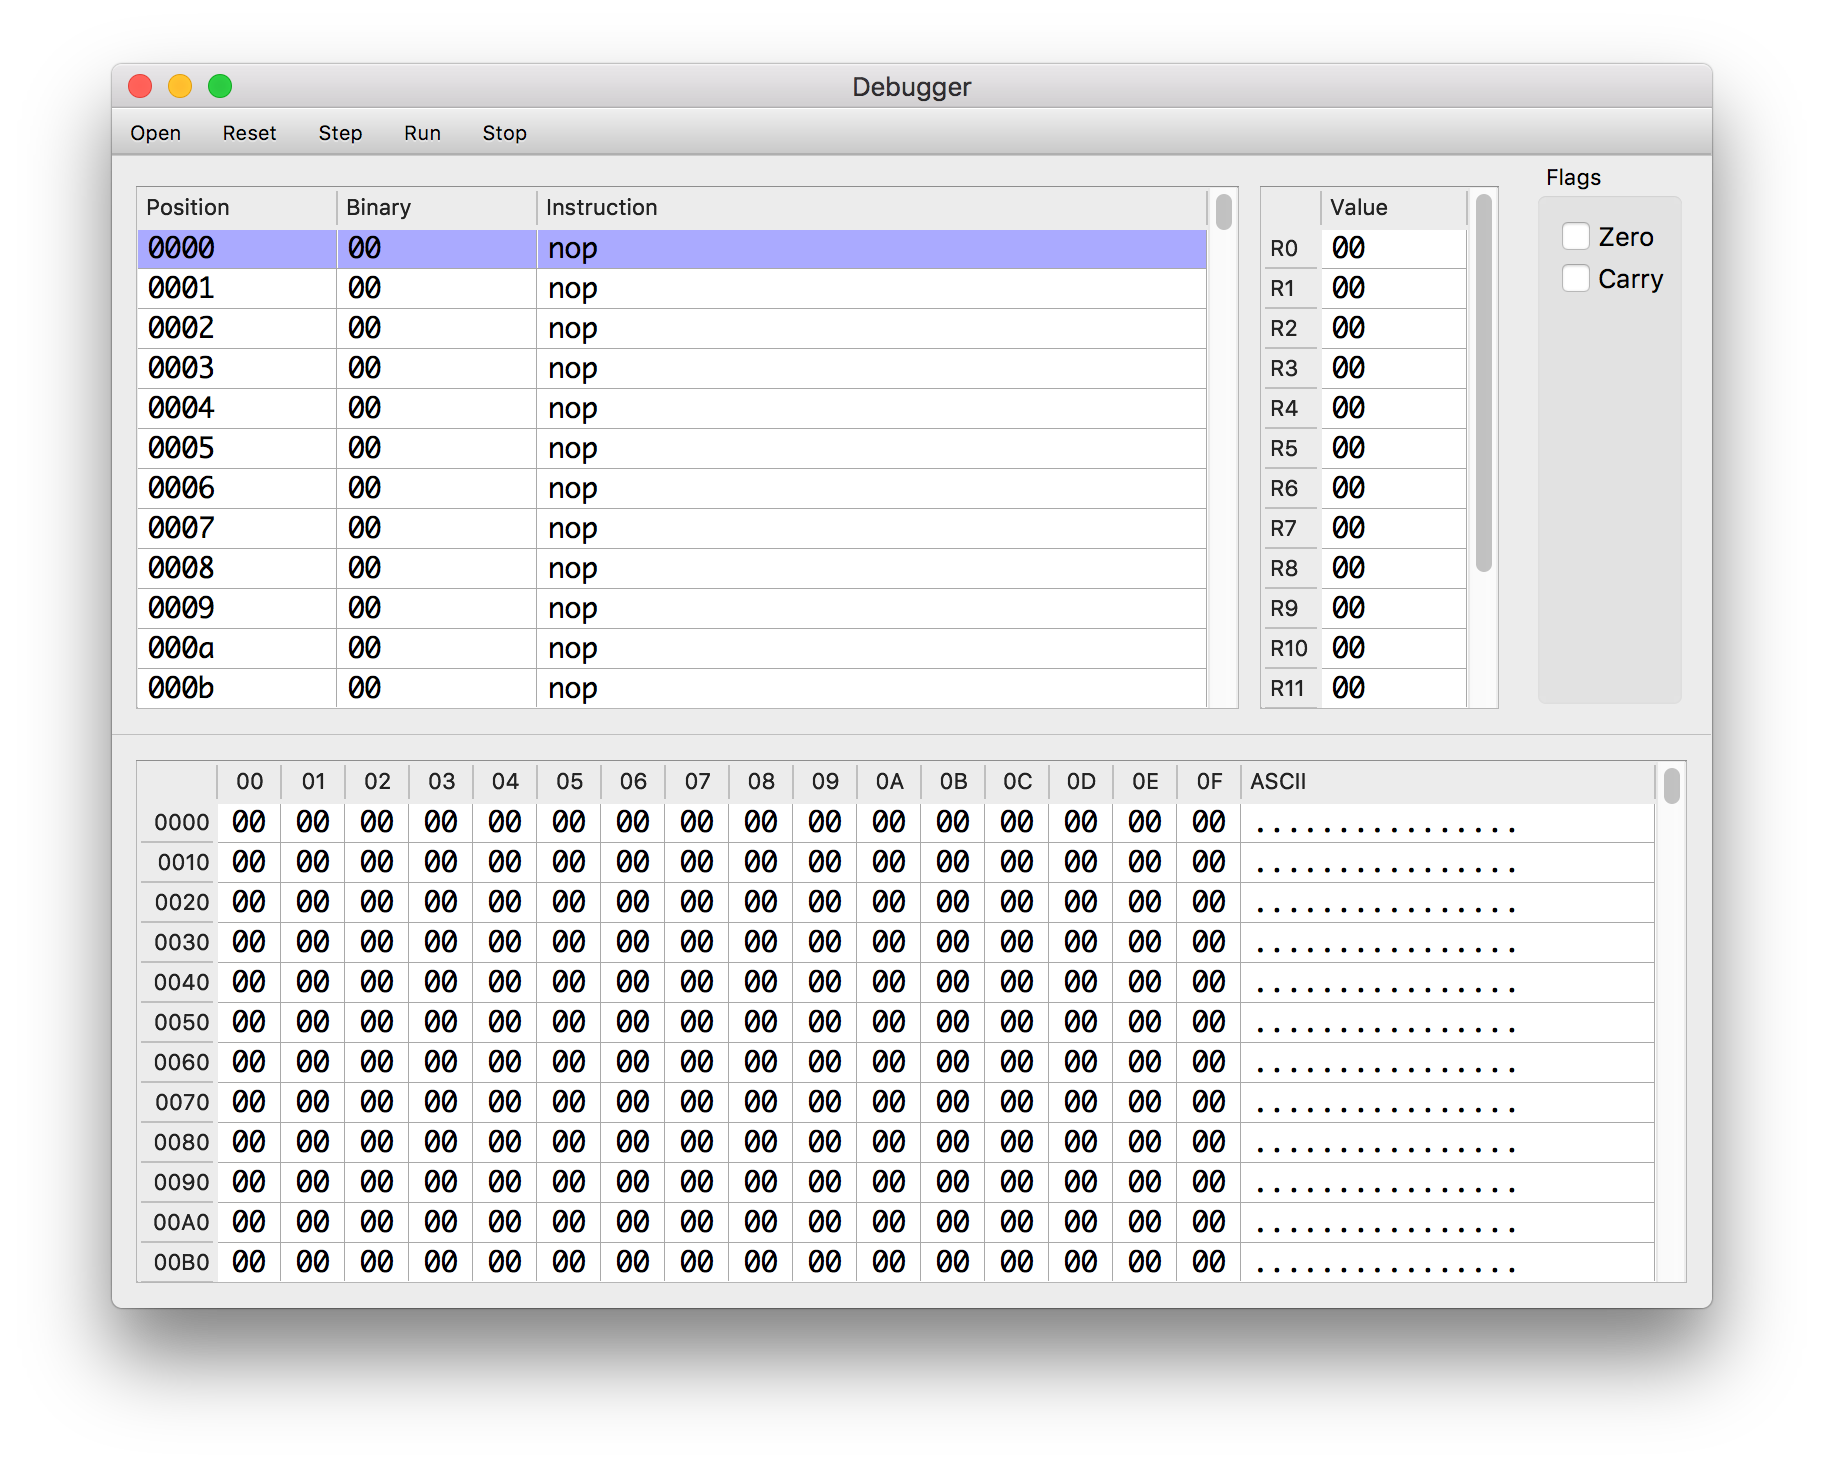 Debugger
Open Reset Step Run Stop
Flags
Position Binary Instruction
0000 00 nop
0001 00 nop
0002 00 nop
0003 00 nop
0004 00 nop
0005 00 nop
0006 00 nop
0007 00 nop
0008 00 nop
0009 00 nop
000a 00 nop
000b 00 nop
Value
R0 00
R1 00
R2 00
R3 00
R4 00
R5 00
R6 00
R7 00
R8 00
R9 00
R10 00
R11 00
Zero
Carry
00 01 02 03 04 05 06 07 08 09 0A 0B 0C 0D 0E 0F ASCII
0000 00 00 00 00 00 00 00 00 00 00 00 00 00 00 00 00 ................
0010 00 00 00 00 00 00 00 00 00 00 00 00 00 00 00 00 ................
0020 00 00 00 00 00 00 00 00 00 00 00 00 00 00 00 00 ................
0030 00 00 00 00 00 00 00 00 00 00 00 00 00 00 00 00 ................
0040 00 00 00 00 00 00 00 00 00 00 00 00 00 00 00 00 ................
0050 00 00 00 00 00 00 00 00 00 00 00 00 00 00 00 00 ................
0060 00 00 00 00 00 00 00 00 00 00 00 00 00 00 00 00 ................
0070 00 00 00 00 00 00 00 00 00 00 00 00 00 00 00 00 ................
0080 00 00 00 00 00 00 00 00 00 00 00 00 00 00 00 00 ................
0090 00 00 00 00 00 00 00 00 00 00 00 00 00 00 00 00 ................
00A0 00 00 00 00 00 00 00 00 00 00 00 00 00 00 00 00 ................
00B0 00 00 00 00 00 00 00 00 00 00 00 00 00 00 00 00 ................